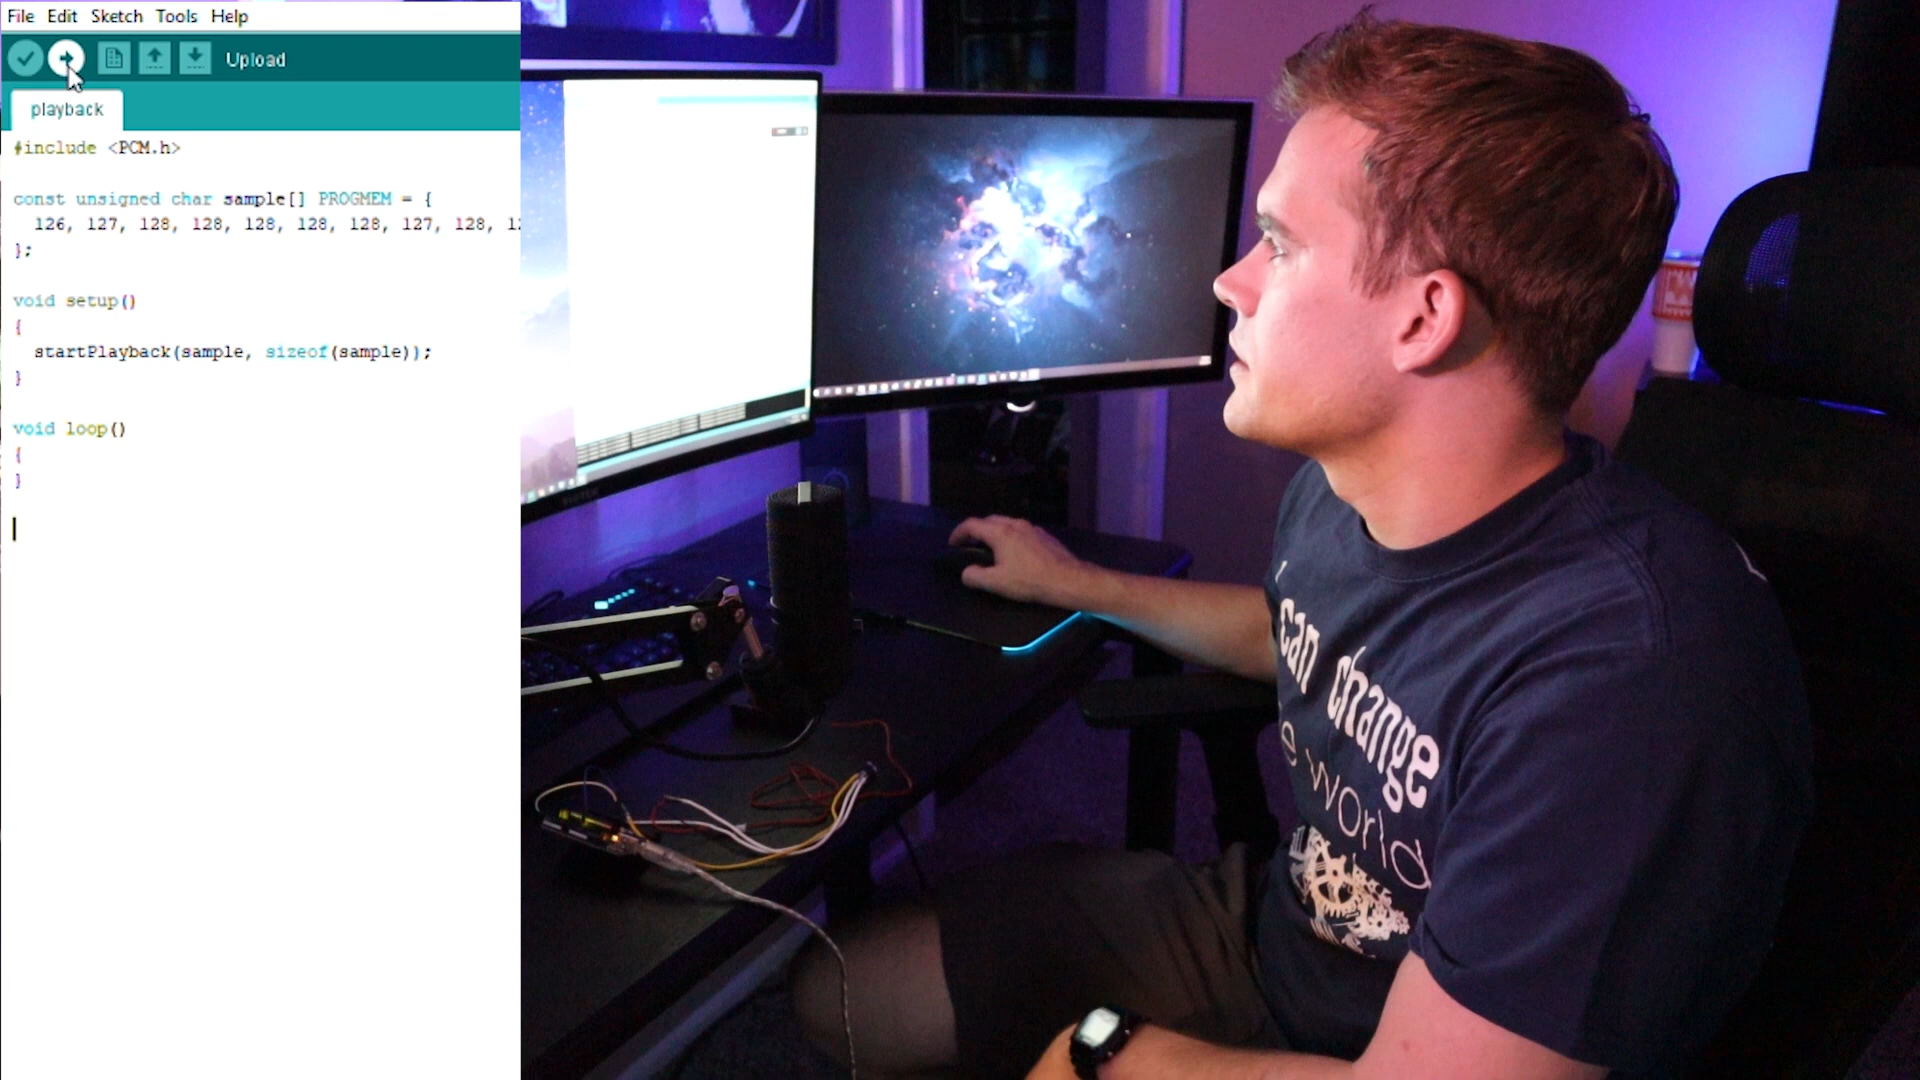 File Edit Sketch Tools Help
Upload
playback
#include <PCM.h>
const unsigned char sample[] PROGMEM = {
126, 127, 128, 128, 128, 128, 128, 127, 128,
};
void setup()
{
startPlayback(sample, sizeof(sample));
}
void loop()
{
}
can change
world